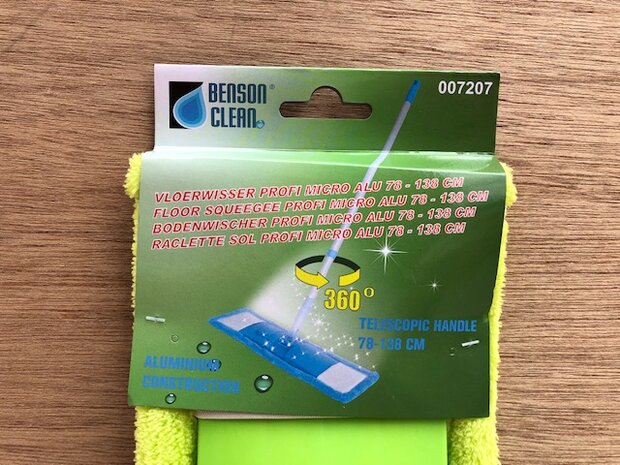 BENSON®
CLEAN®
007207
VLOERWISSER PROFI MICRO ALU 78 - 138 CM
FLOOR SQUEEGEE PROFI MICRO ALU 78 - 138 CM
BODENWISCHER PROFI MICRO ALU 78 - 138 CM
RACLETTE SOL PROFI MICRO ALU 78 - 138 CM
360°
TELESCOPIC HANDLE
78-138 CM
ALUMINIUM
CONSTRUCTION